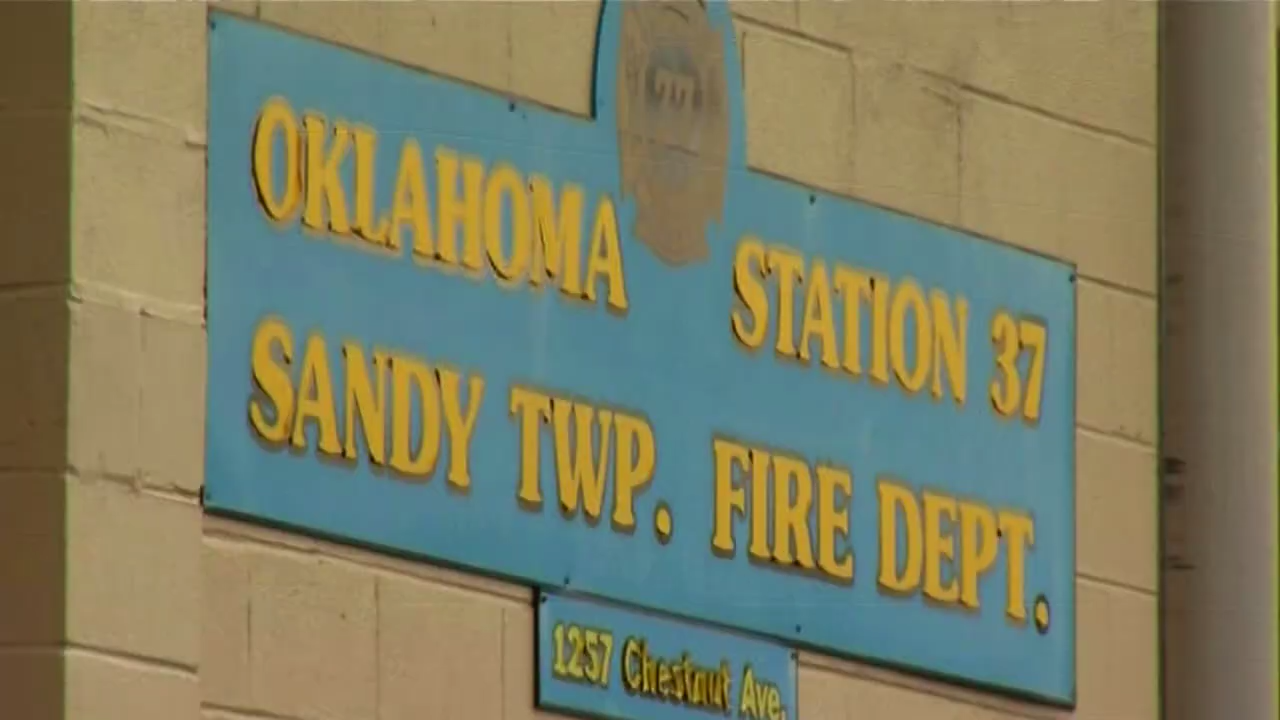 OKLAHOMA STATION 37
SANDY TWP. FIRE DEPT.
1257 Chestnut Ave.